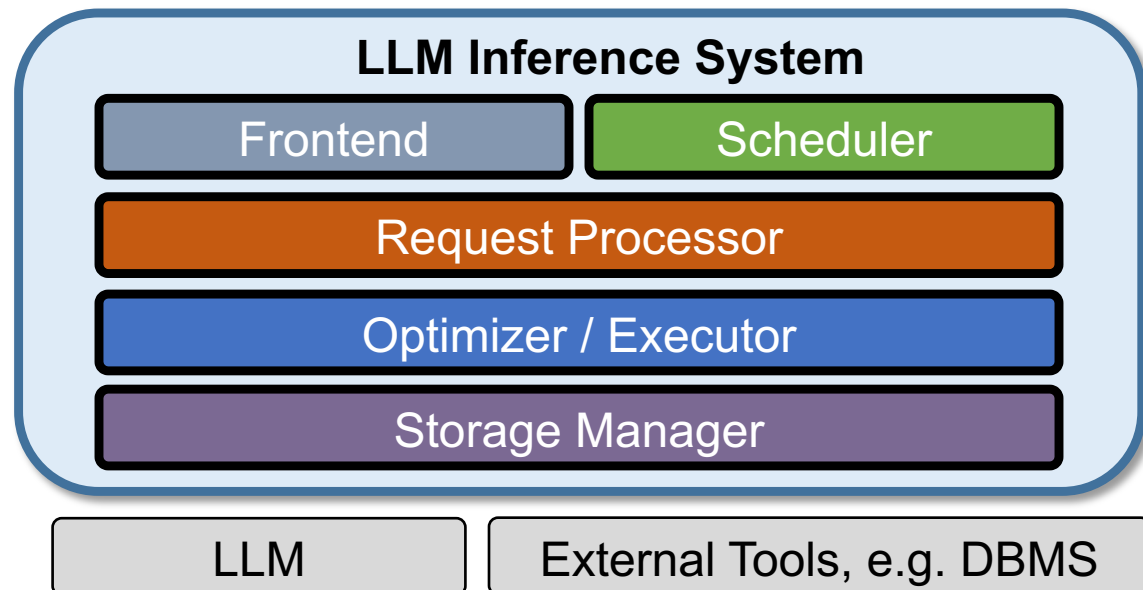 LLM Inference System
Frontend
Scheduler
Request Processor
Optimizer / Executor
Storage Manager
LLM
External Tools, e.g. DBMS